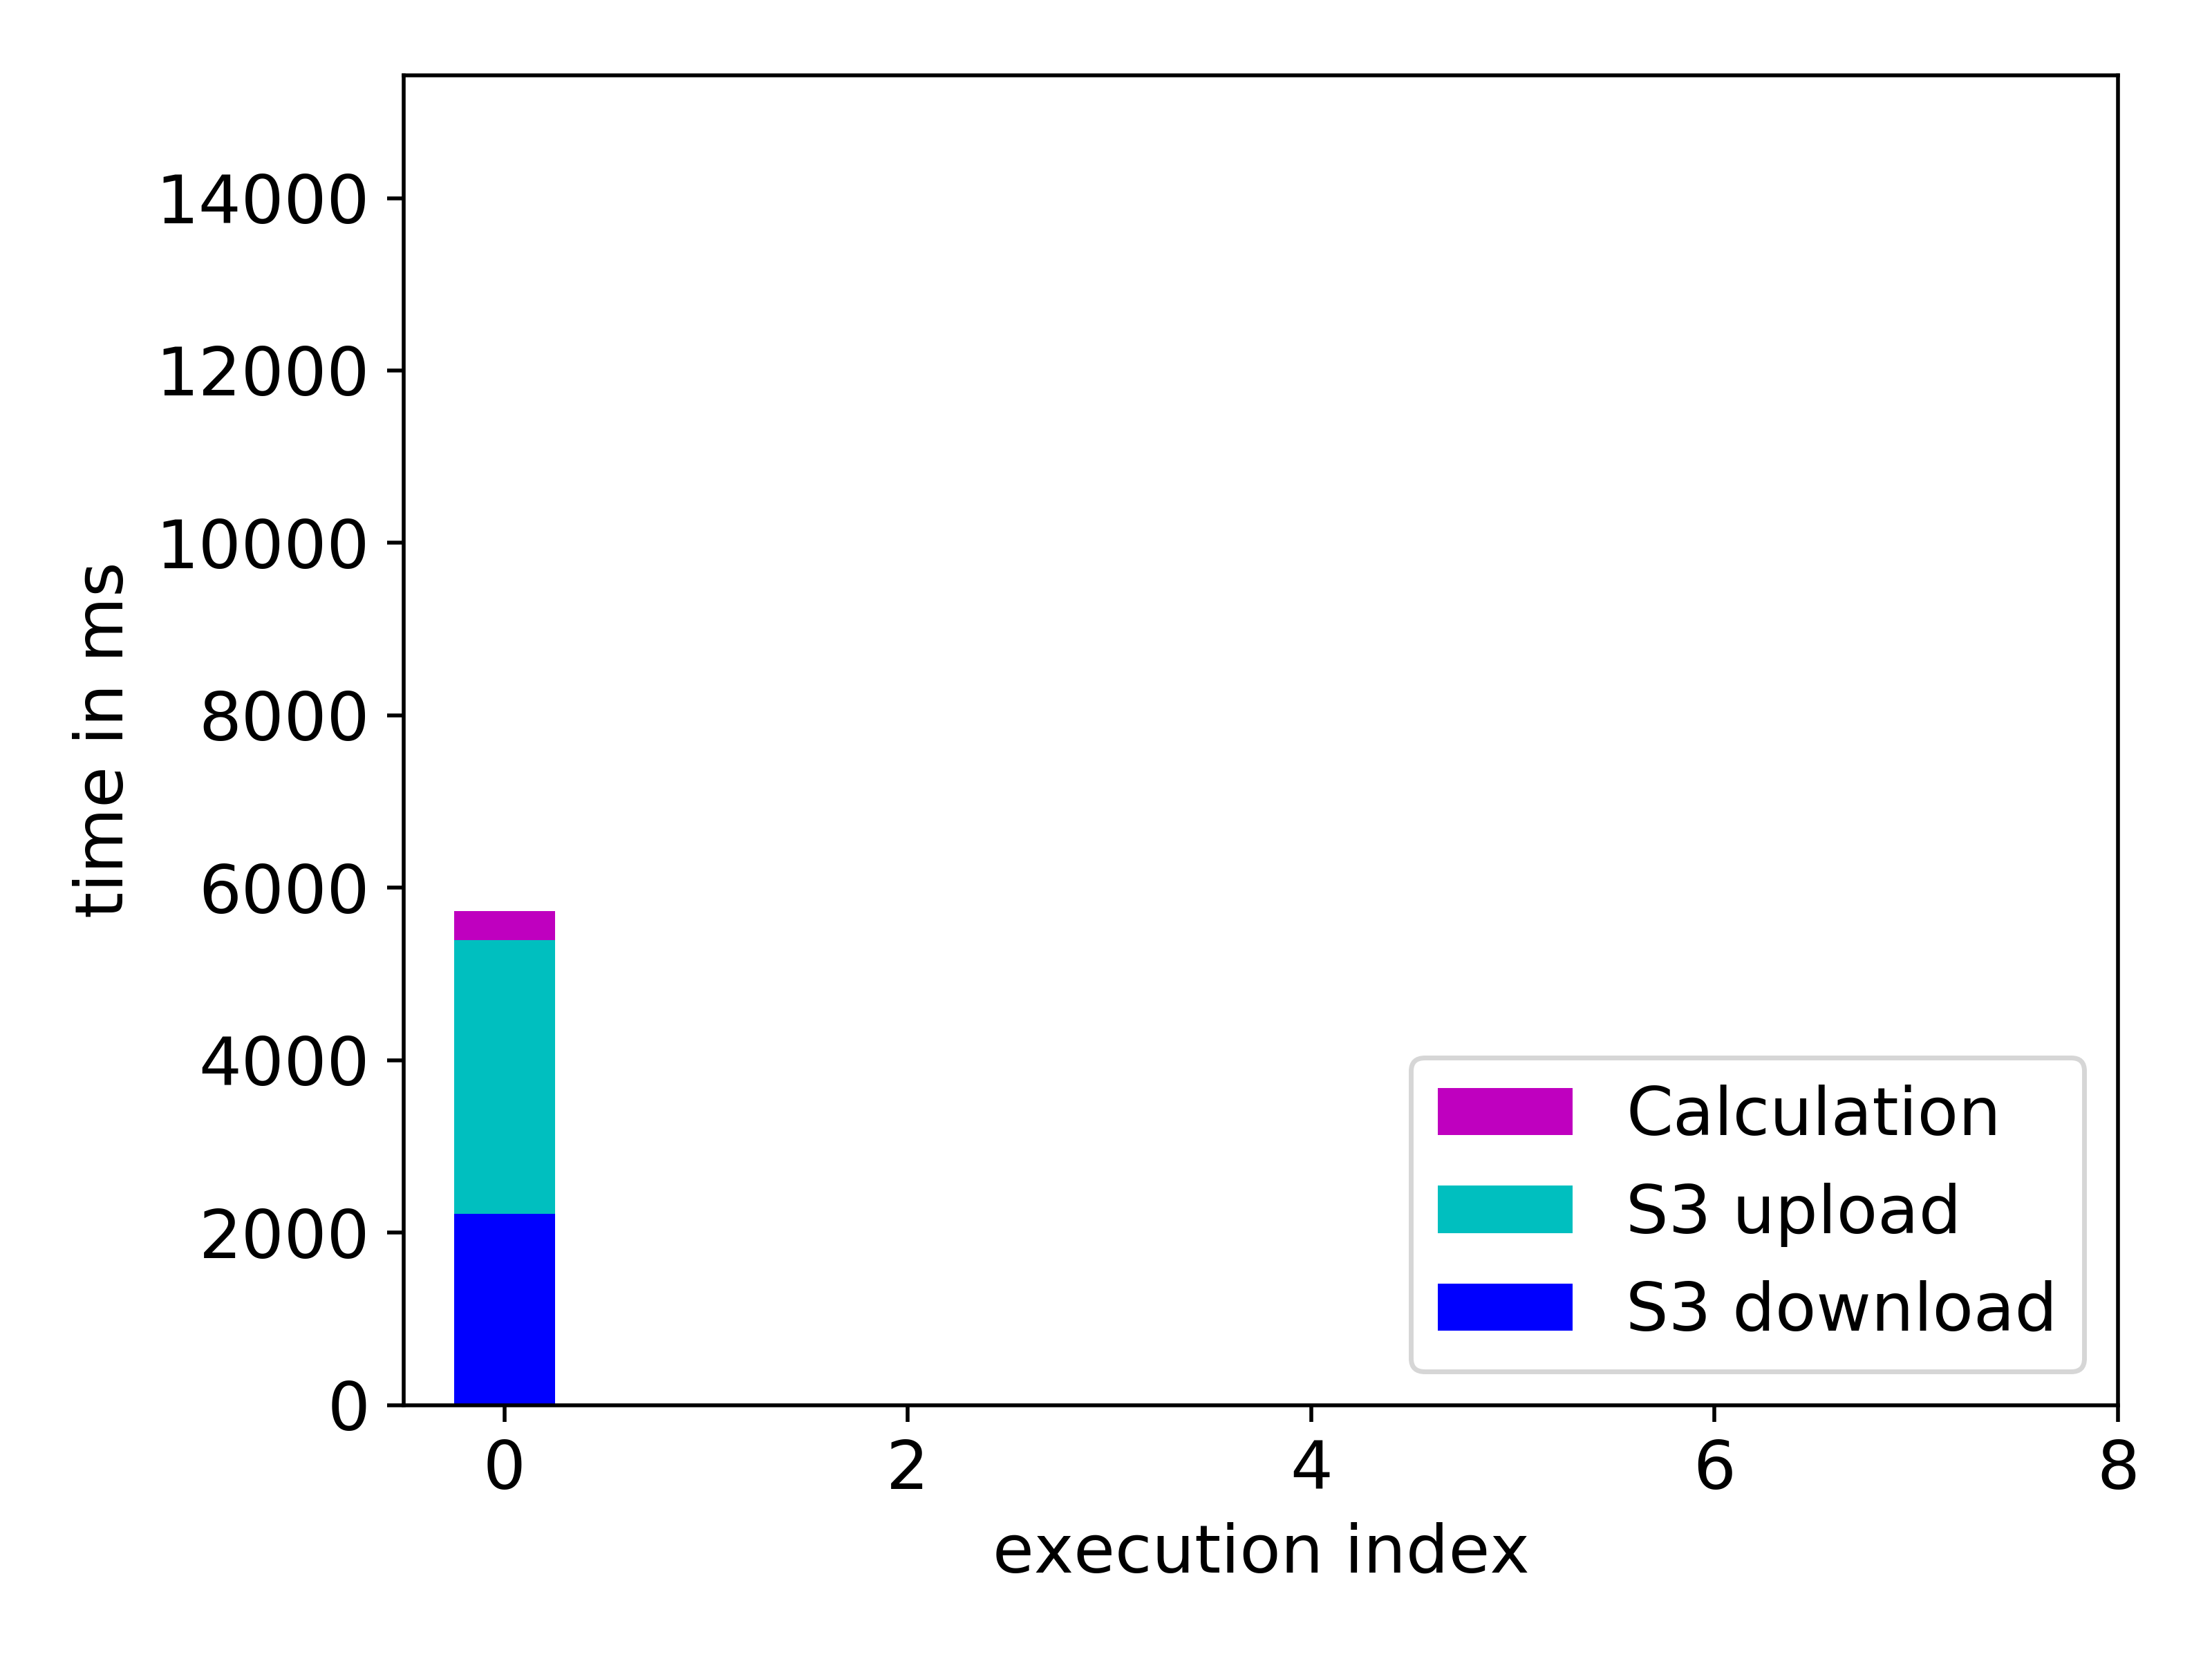 14000
12000
10000
8000
6000
4000
2000
0
time in ms
Calculation
S3 upload
S3 download
0 2 4 6 8
execution index